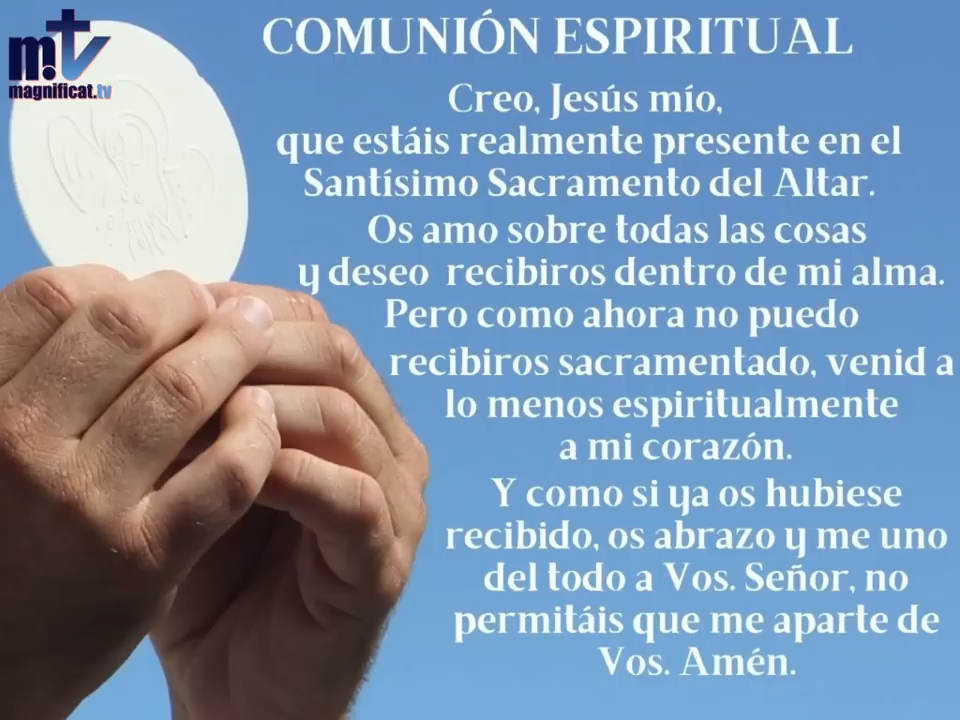 m.tv
magnificat.tv
COMUNIÓN ESPIRITUAL
Creo, Jesús mío,
que estáis realmente presente en el
Santísimo Sacramento del Altar.
Os amo sobre todas las cosas
y deseo recibiros dentro de mi alma.
Pero como ahora no puedo
recibiros sacramentado, venid a
lo menos espiritualmente
a mi corazón.
Y como si ya os hubiese
recibido, os abrazo y me uno
del todo a Vos. Señor, no
permitáis que me aparte de
Vos. Amén.